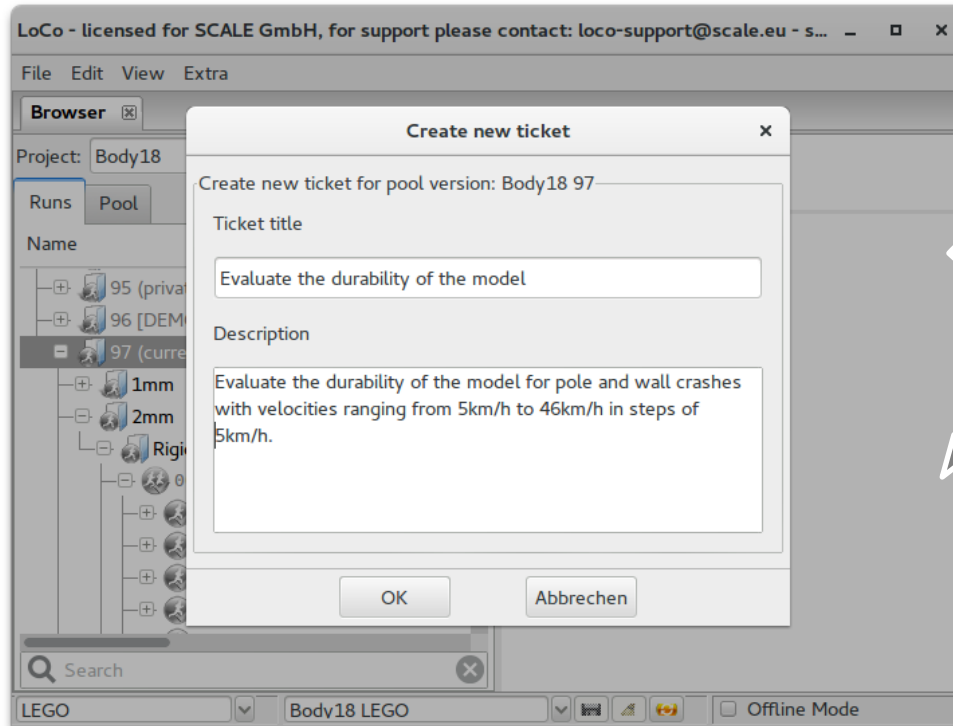 LoCo - licensed for SCALE GmbH, for support please contact: loco-support@scale.eu - s...
File Edit View Extra
Browser
Create new ticket
Project: Body18
Create new ticket for pool version: Body18 97
Runs Pool
Ticket title
Name
Evaluate the durability of the model
95 (priva
96 [DEM
Description
97 (curre
Evaluate the durability of the model for pole and wall crashes
1mm
with velocities ranging from 5km/h to 46km/h in steps of
2mm
5km/h.
Rigi
0
OK Abbrechen
Search
LEGO Body18 LEGO Offline Mode